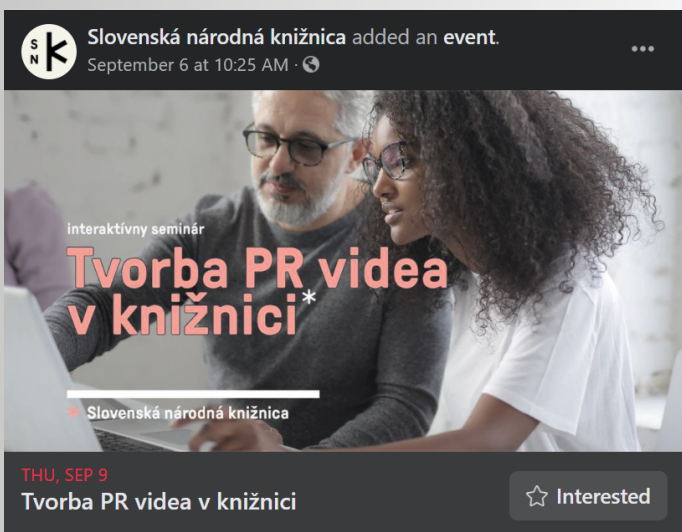 S
N
K
Slovenská národná knižnica added an event.
September 6 at 10:25 AM ·
interaktívny seminár
Tvorba PR videa
v knižnici*
* Slovenská národná knižnica
THU, SEP 9
Tvorba PR videa v knižnici
Interested